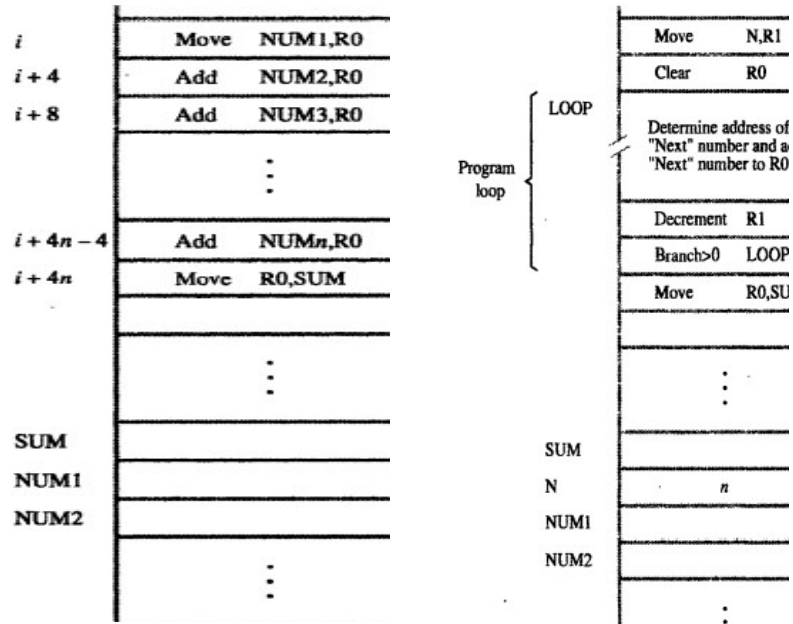 i Move NUM1,R0
i + 4 Add NUM2,R0
i + 8 Add NUM3,R0
i + 4n − 4 Add NUMn,R0
i + 4n Move R0,SUM
SUM
NUM1
NUM2
Move N,R1
Clear R0
LOOP
Determine address of
"Next" number and a
"Next" number to R0
Program
loop
Decrement R1
Branch>0 LOOP
Move R0,SU
SUM
N n
NUM1
NUM2